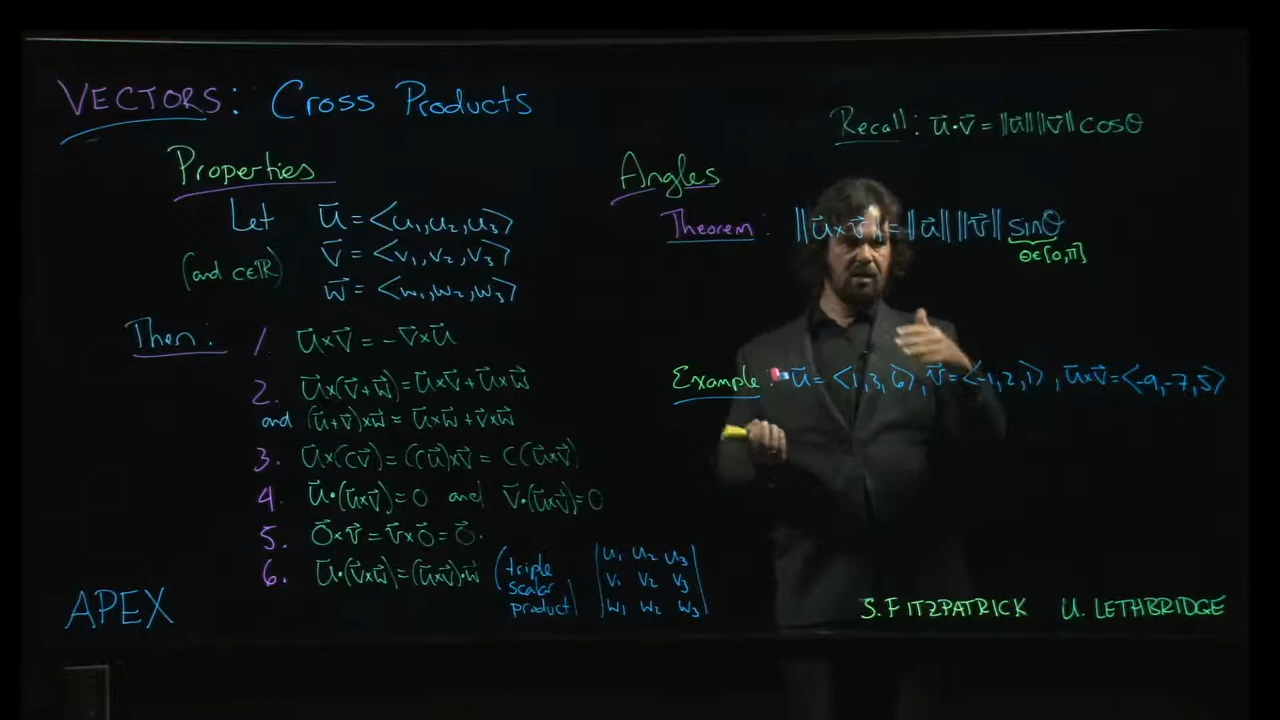 VECTORS: Cross Products
Properties
Let u⃗ = <u₁,u₂,u₃>
(and c∈ℝ) v⃗ = <v₁,v₂,v₃>
w⃗ = <w₁,w₂,w₃>
Then: 1. u⃗×v⃗ = -v⃗×u⃗
2. u⃗×(v⃗+w⃗) = u⃗×v⃗ + u⃗×w⃗
and (u⃗+v⃗)×w⃗ = u⃗×w⃗ + v⃗×w⃗
3. u⃗×(cv⃗) = (cu⃗)×v⃗ = c(u⃗×v⃗)
4. u⃗•(u⃗×v⃗) = 0 and v⃗•(u⃗×v⃗) = 0
5. 0⃗×v⃗ = v⃗×0⃗ = 0⃗.
6. u⃗•(v⃗×w⃗) = (u⃗×v⃗)•w⃗
(triple
scalar
product)
|u₁ u₂ u₃|
|v₁ v₂ v₃|
|w₁ w₂ w₃|
Recall: u⃗•v⃗ = ||u⃗|| ||v⃗|| cosθ
Angles
Theorem: ||u⃗×v⃗|| = ||u⃗|| ||v⃗|| sinθ
θ∈[0,π]
Example: u⃗ = <1,3,6>, v⃗ = <-1,2,1>, u⃗×v⃗ = <-9,-7,5>
APEX
S. FITZPATRICK U. LETHBRIDGE